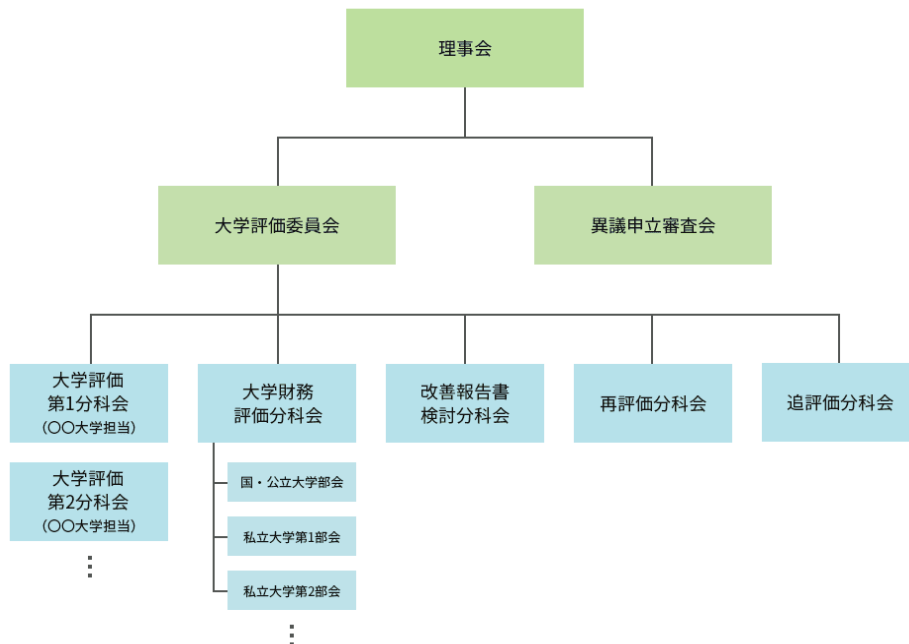 理事会
大学評価委員会
異議申立審査会
大学評価
第1分科会
(〇〇大学担当)
大学評価
第2分科会
(〇〇大学担当)
大学財務
評価分科会
国・公立大学部会
私立大学第1部会
私立大学第2部会
改善報告書
検討分科会
再評価分科会
追評価分科会